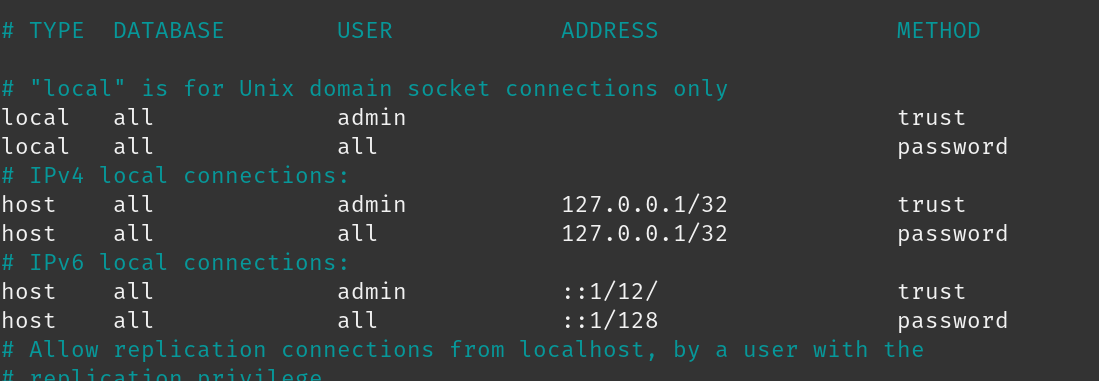 # TYPE  DATABASE        USER            ADDRESS                 METHOD
# "local" is for Unix domain socket connections only
local   all             admin                                   trust
local   all             all                                     password
# IPv4 local connections:
host    all             admin           127.0.0.1/32            trust
host    all             all             127.0.0.1/32            password
# IPv6 local connections:
host    all             admin           ::1/12/                 trust
host    all             all             ::1/128                 password
# Allow replication connections from localhost, by a user with the
# replication privilege